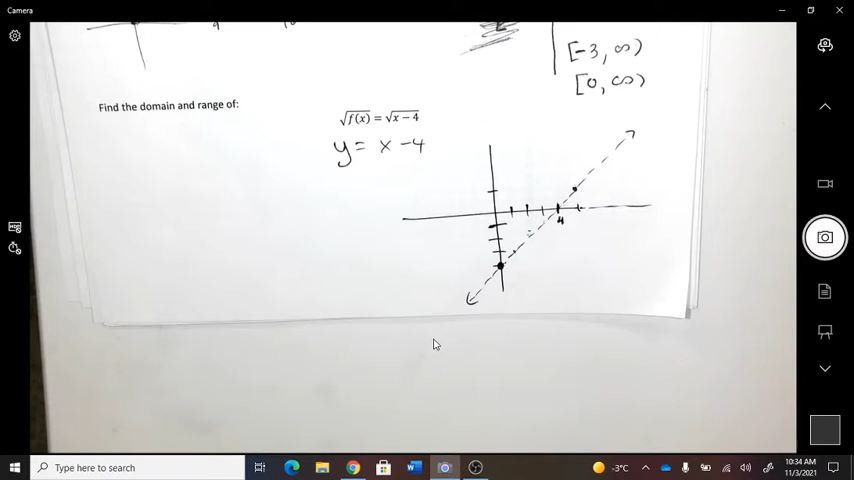 Camera
[-3, ∞)
[0, ∞)
Find the domain and range of:
√f(x) = √x − 4
y = x - 4
4
Type here to search
-3°C
10:34 AM
11/3/2021